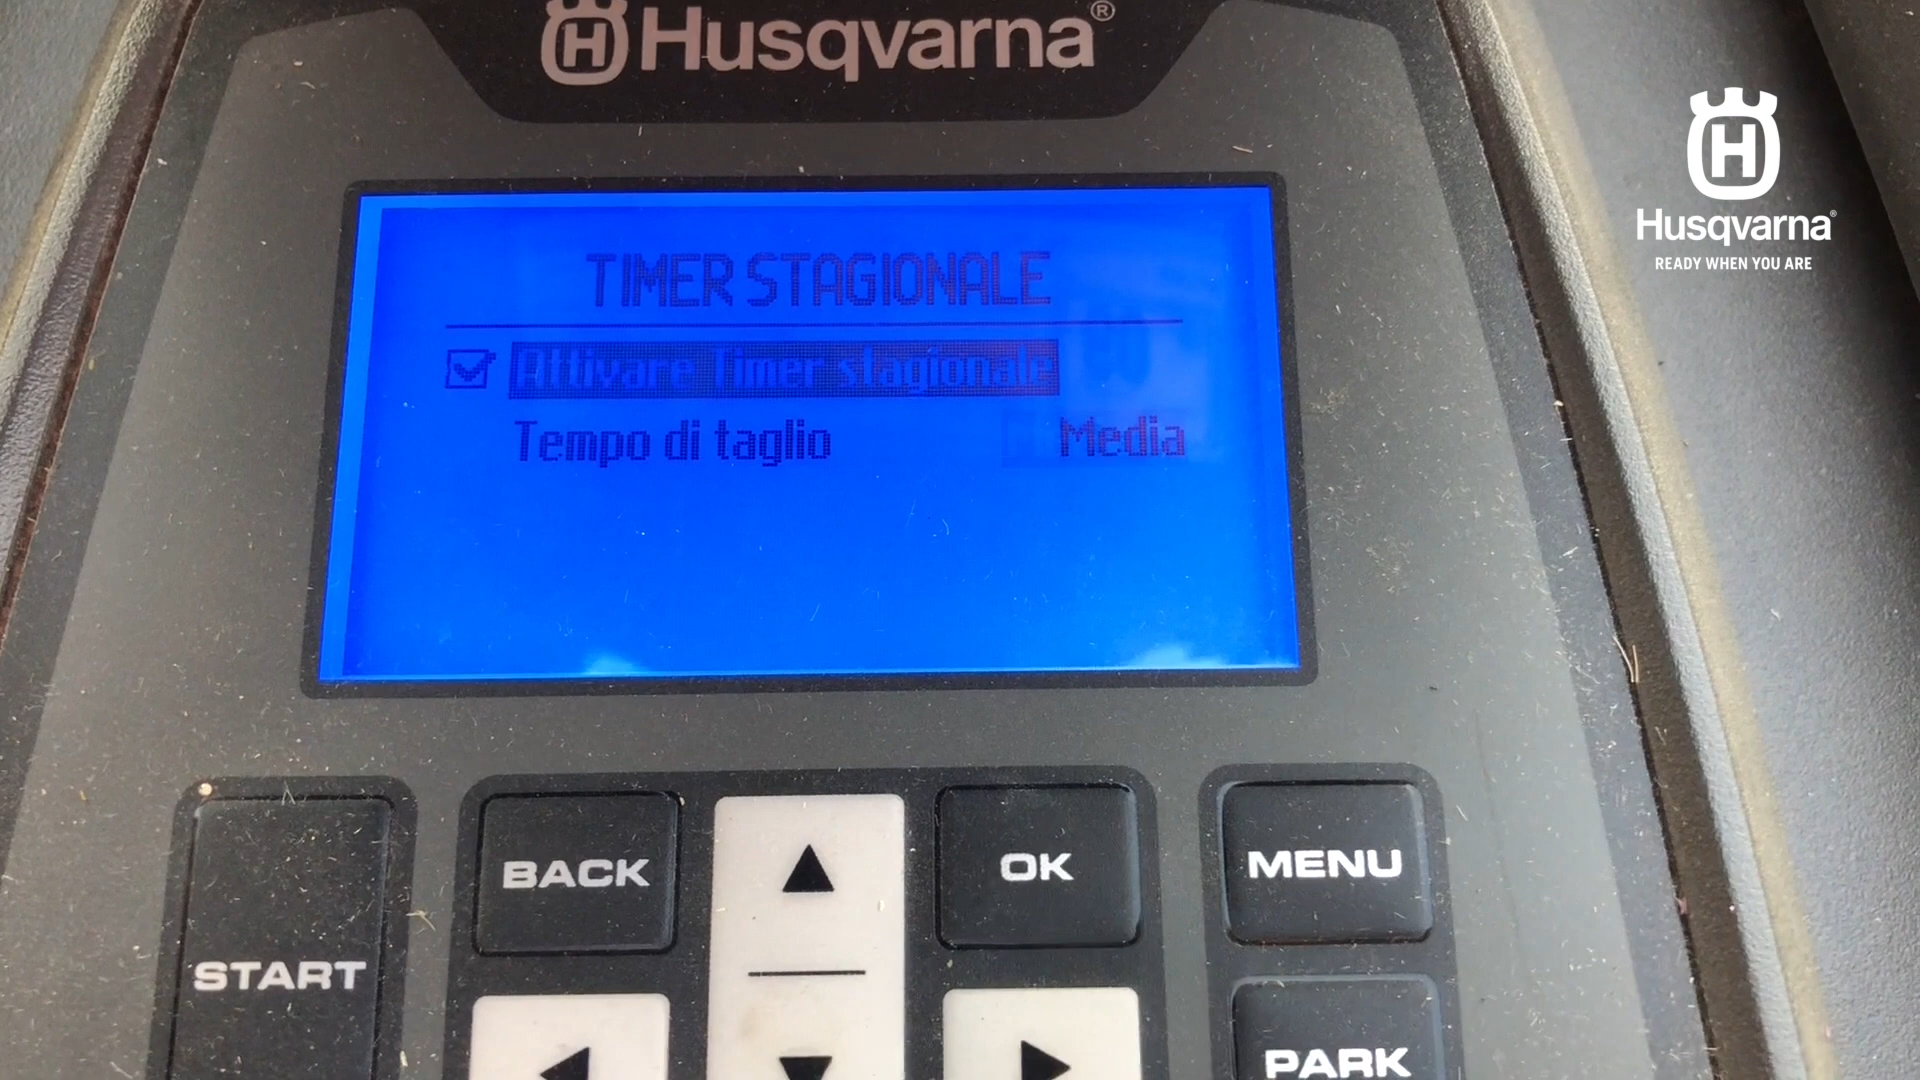 Husqvarna®
Husqvarna®
READY WHEN YOU ARE
TIMER STAGIONALE
Attivare Timer stagionale
Tempo di taglio Media
BACK
OK
MENU
START
PARK